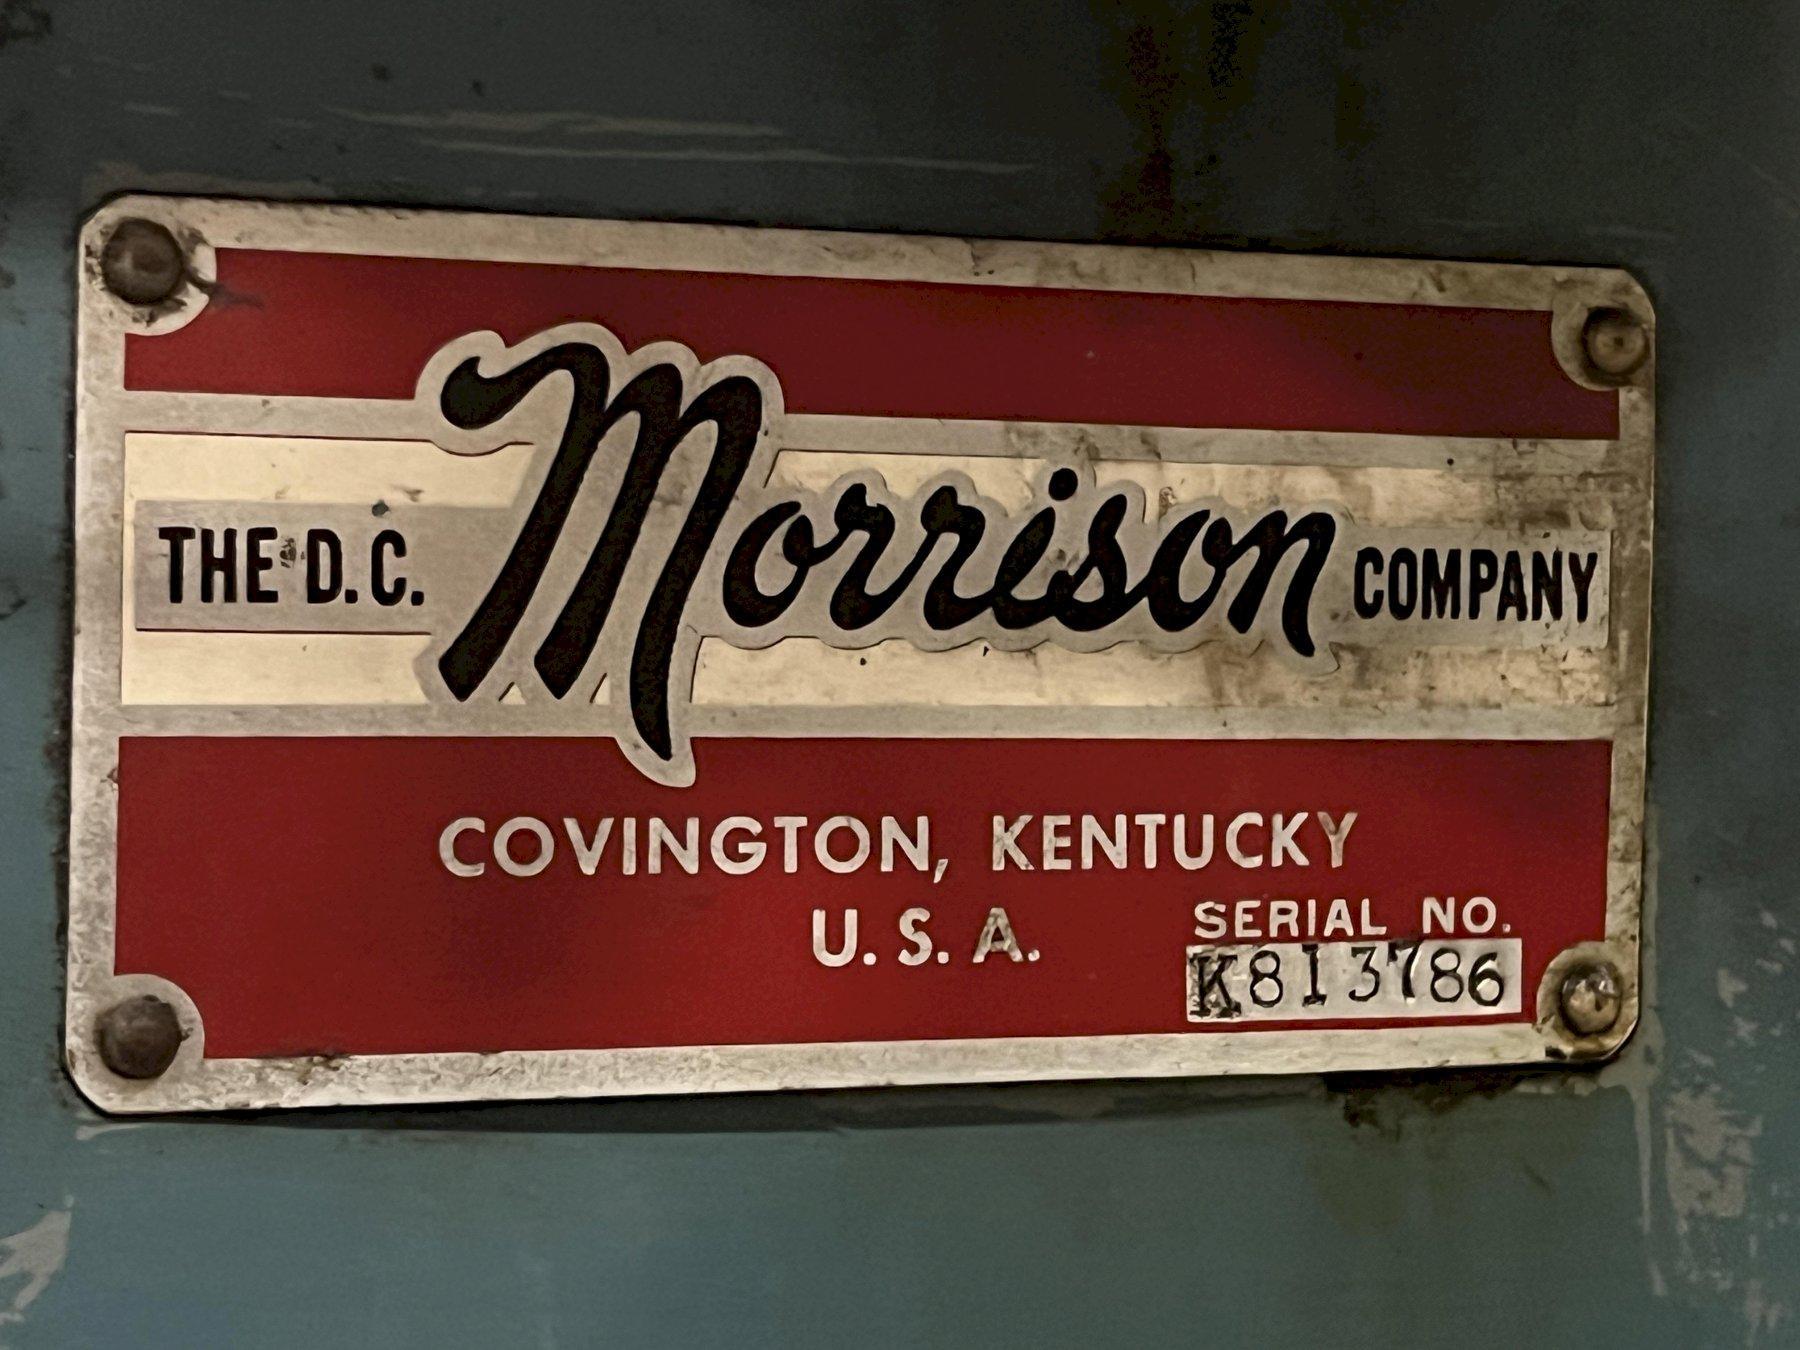 THE D.C. Morrison COMPANY
COVINGTON, KENTUCKY
U.S.A.
SERIAL NO.
K813786